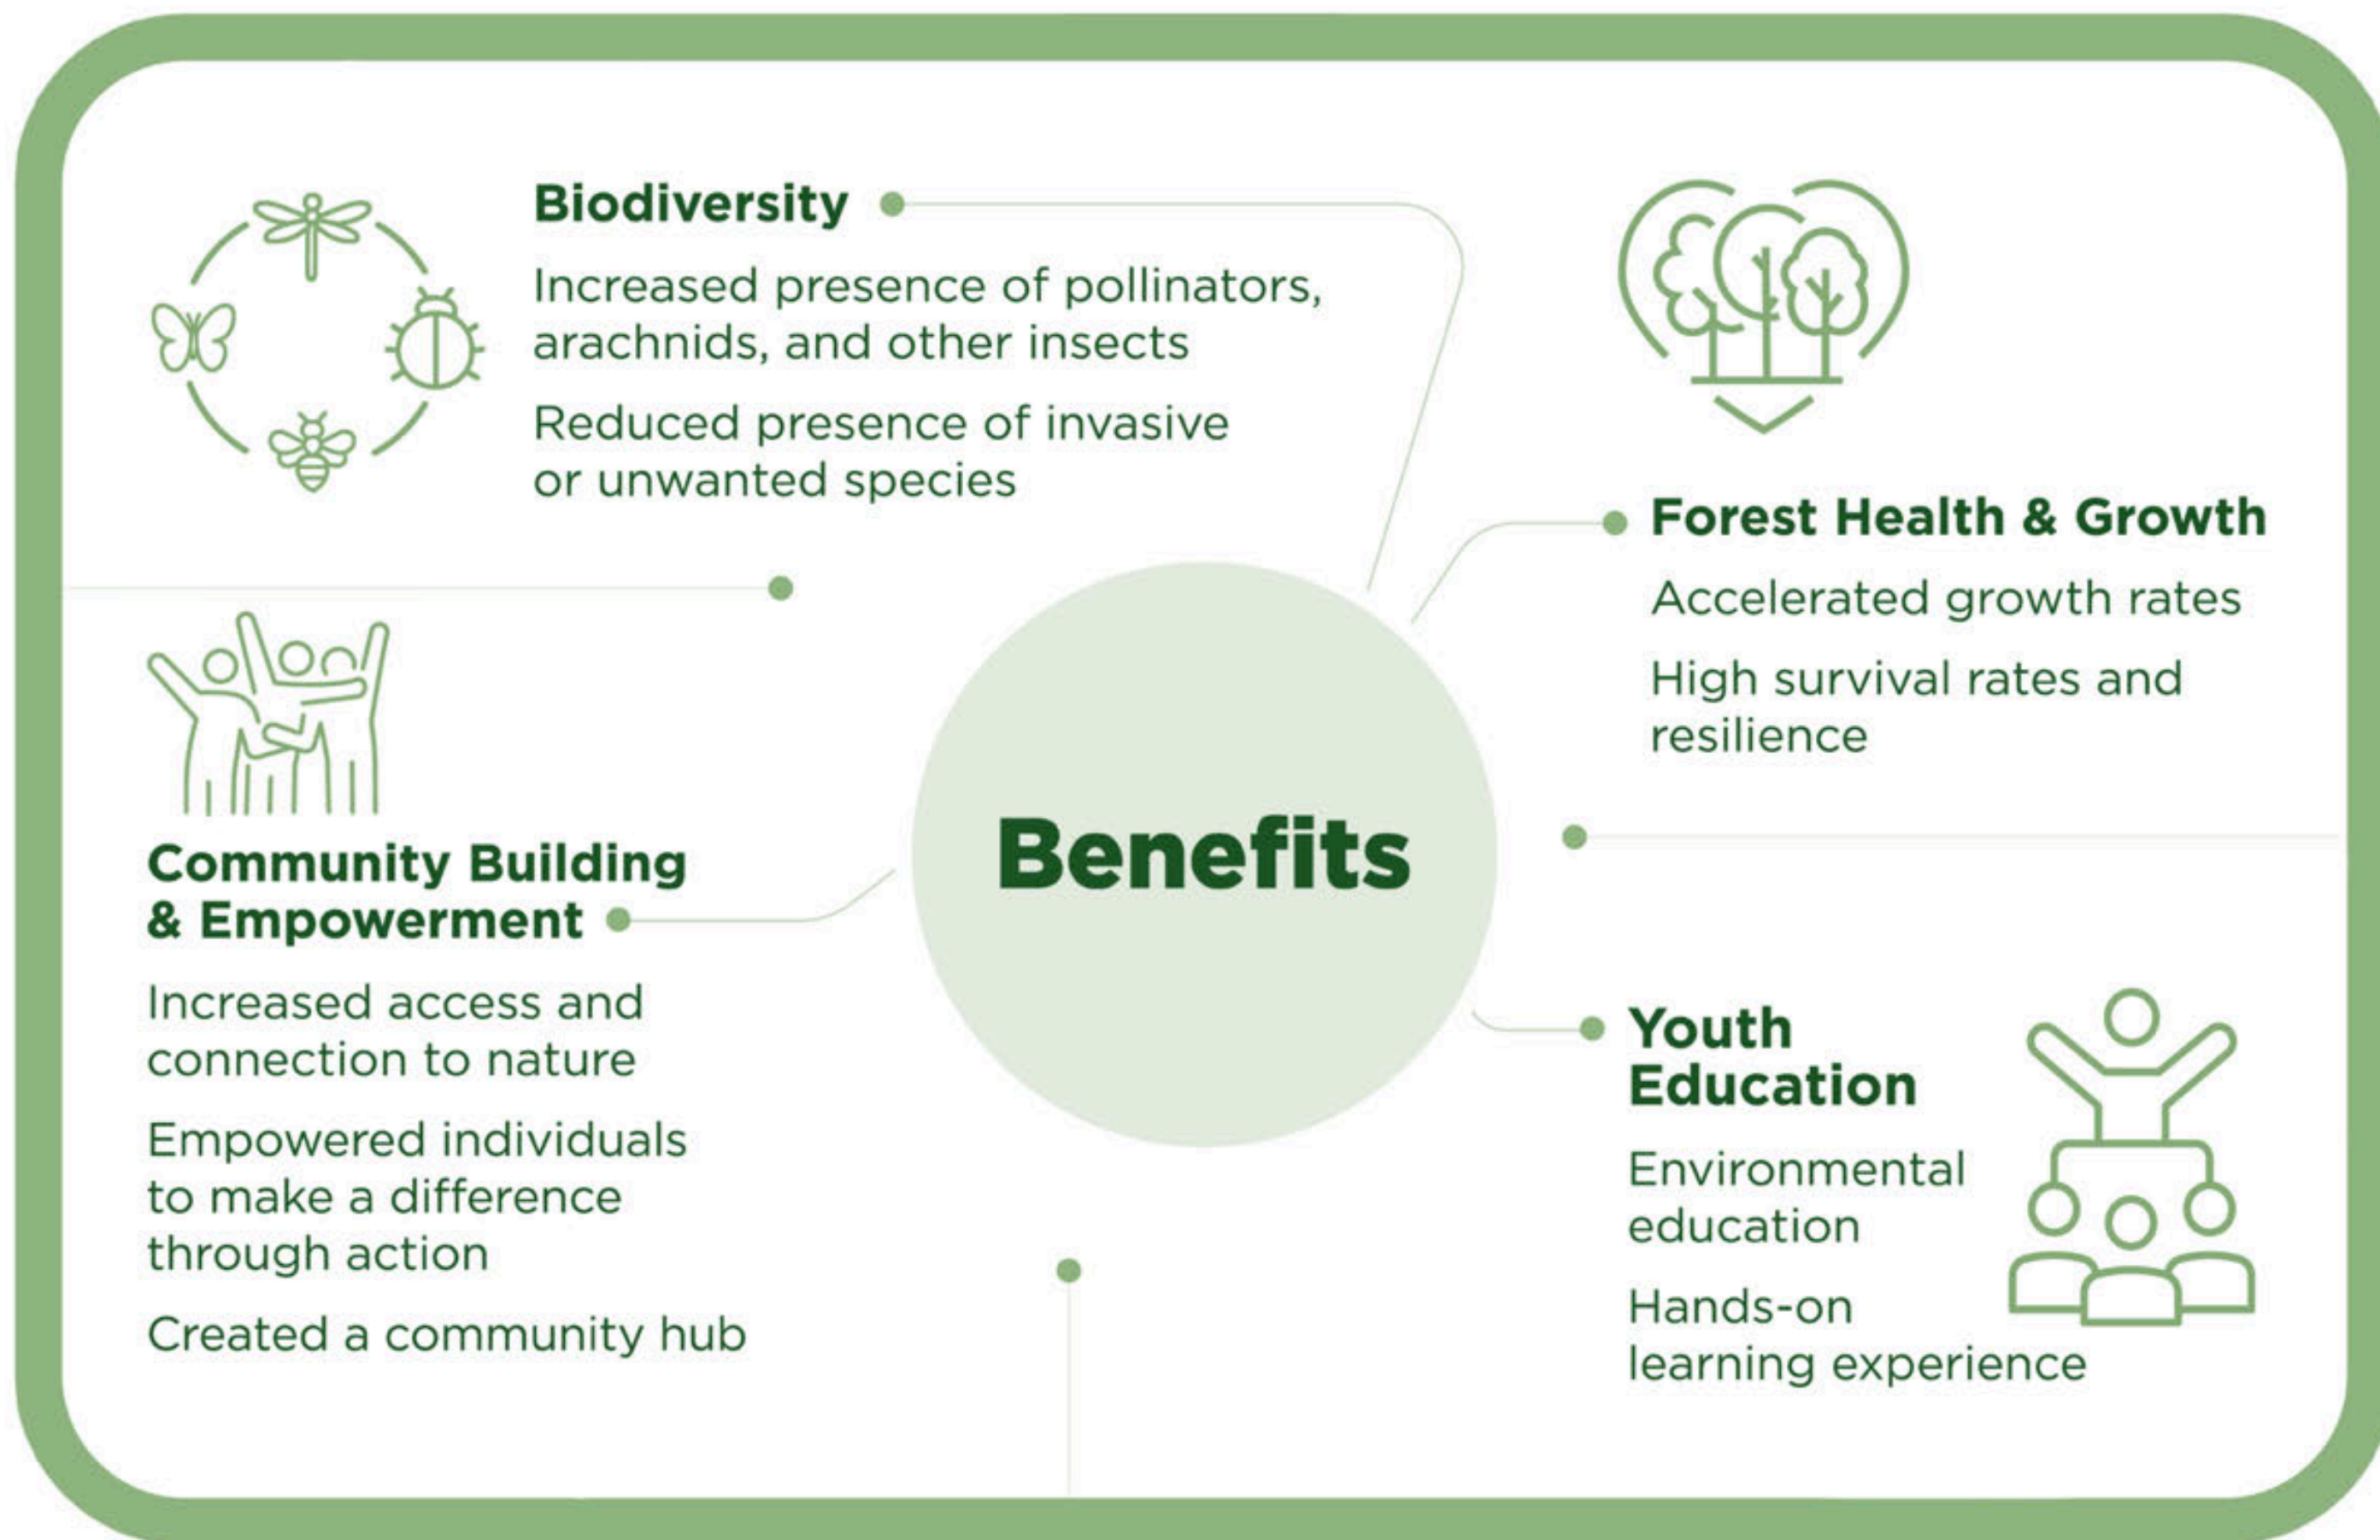 Biodiversity
Increased presence of pollinators,
arachnids, and other insects
Reduced presence of invasive
or unwanted species
Forest Health & Growth
Accelerated growth rates
High survival rates and
resilience
Benefits
Community Building
& Empowerment
Increased access and
connection to nature
Empowered individuals
to make a difference
through action
Created a community hub
Youth
Education
Environmental
education
Hands-on
learning experience